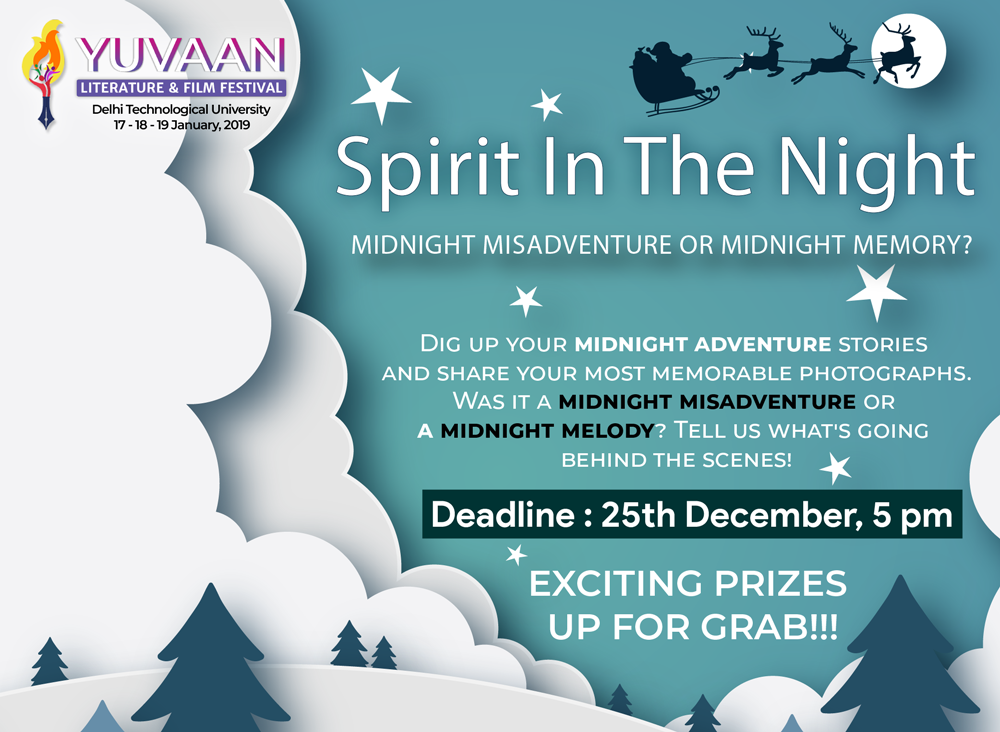 YUVAAN
LITERATURE & FILM FESTIVAL
Delhi Technological University
17 - 18 - 19 January, 2019
Spirit In The Night
MIDNIGHT MISADVENTURE OR MIDNIGHT MEMORY?
DIG UP YOUR MIDNIGHT ADVENTURE STORIES
AND SHARE YOUR MOST MEMORABLE PHOTOGRAPHS.
WAS IT A MIDNIGHT MISADVENTURE OR
A MIDNIGHT MELODY? TELL US WHAT'S GOING
BEHIND THE SCENES!
Deadline : 25th December, 5 pm
EXCITING PRIZES
UP FOR GRAB!!!